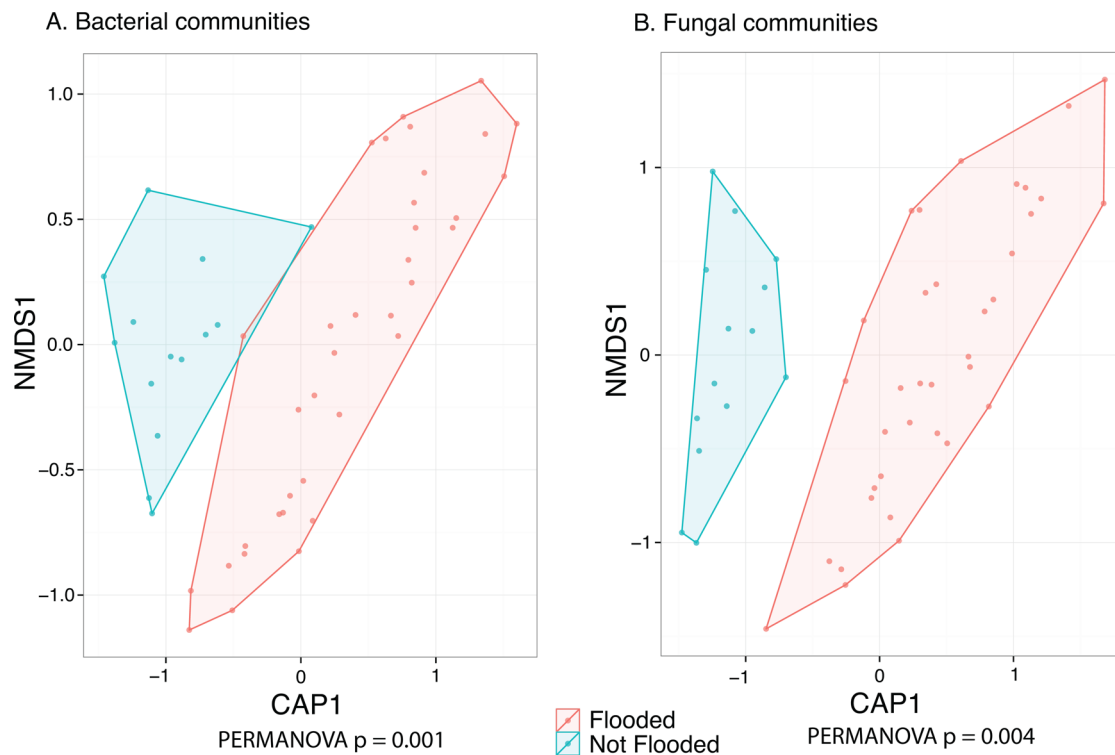 A. Bacterial communities
B. Fungal communities
NMDS1
1.0
0.5
0.0
−0.5
−1.0
−1
0
1
CAP1
PERMANOVA p = 0.001
NMDS1
1
0
−1
−1
0
1
CAP1
PERMANOVA p = 0.004
Flooded
Not Flooded